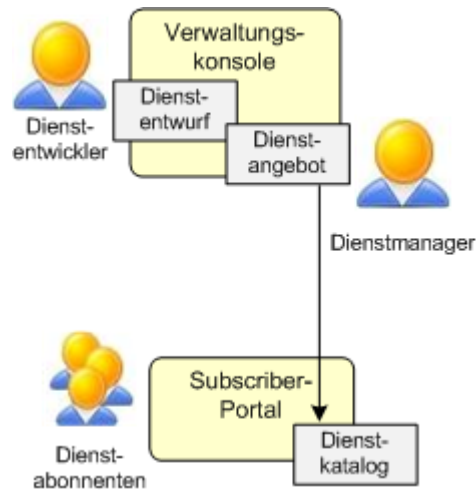 Verwaltungs-
konsole
Dienst-
entwurf
Dienst-
entwickler
Dienst-
angebot
Dienstmanager
Subscriber-
Portal
Dienst-
katalog
Dienst-
abonnenten